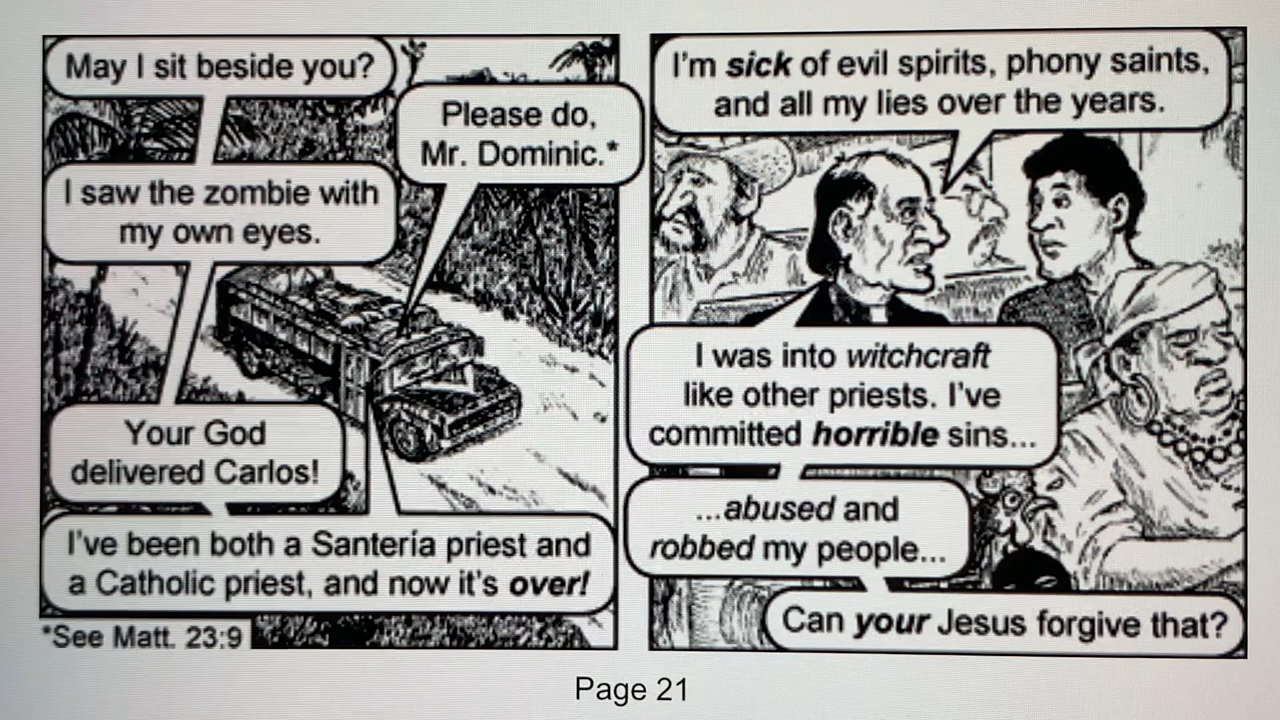 May I sit beside you?
Please do,
Mr. Dominic.*
I saw the zombie with
my own eyes.
Your God
delivered Carlos!
I've been both a Santería priest and
a Catholic priest, and now it's over!
*See Matt. 23:9
I'm sick of evil spirits, phony saints,
and all my lies over the years.
I was into witchcraft
like other priests. I've
committed horrible sins...
...abused and
robbed my people...
Can your Jesus forgive that?
Page 21